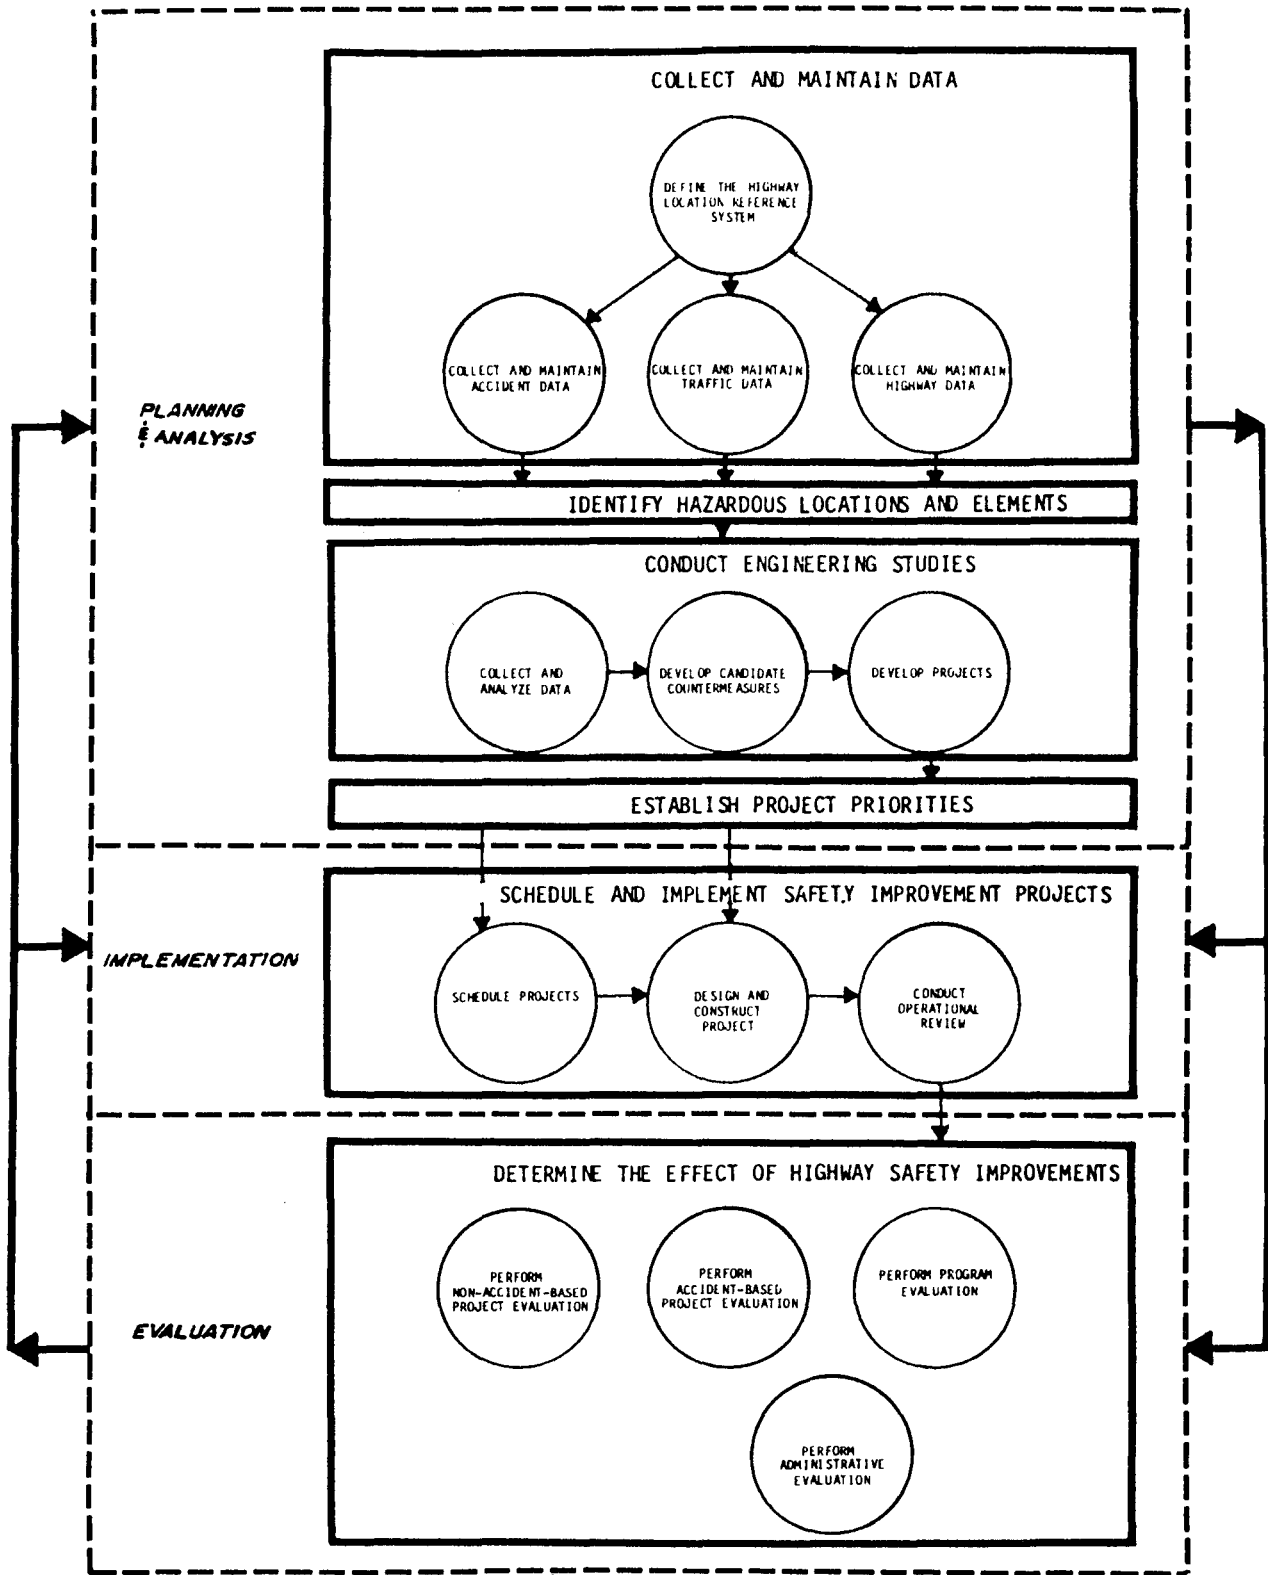 COLLECT AND MAINTAIN DATA
DEFINE THE HIGHWAY
LOCATION REFERENCE
SYSTEM
COLLECT AND MAINTAIN
ACCIDENT DATA
COLLECT AND MAINTAIN
TRAFFIC DATA
COLLECT AND MAINTAIN
HIGHWAY DATA
PLANNING
& ANALYSIS
IDENTIFY HAZARDOUS LOCATIONS AND ELEMENTS
CONDUCT ENGINEERING STUDIES
COLLECT AND
ANALYZE DATA
DEVELOP CANDIDATE
COUNTERMEASURES
DEVELOP PROJECTS
ESTABLISH PROJECT PRIORITIES
SCHEDULE AND IMPLEMENT SAFETY IMPROVEMENT PROJECTS
IMPLEMENTATION
SCHEDULE PROJECTS
DESIGN AND
CONSTRUCT
PROJECT
CONDUCT
OPERATIONAL
REVIEW
DETERMINE THE EFFECT OF HIGHWAY SAFETY IMPROVEMENTS
PERFORM
NON-ACCIDENT-BASED
PROJECT EVALUATION
PERFORM
ACCIDENT-BASED
PROJECT EVALUATION
PERFORM PROGRAM
EVALUATION
EVALUATION
PERFORM
ADMINISTRATIVE
EVALUATION